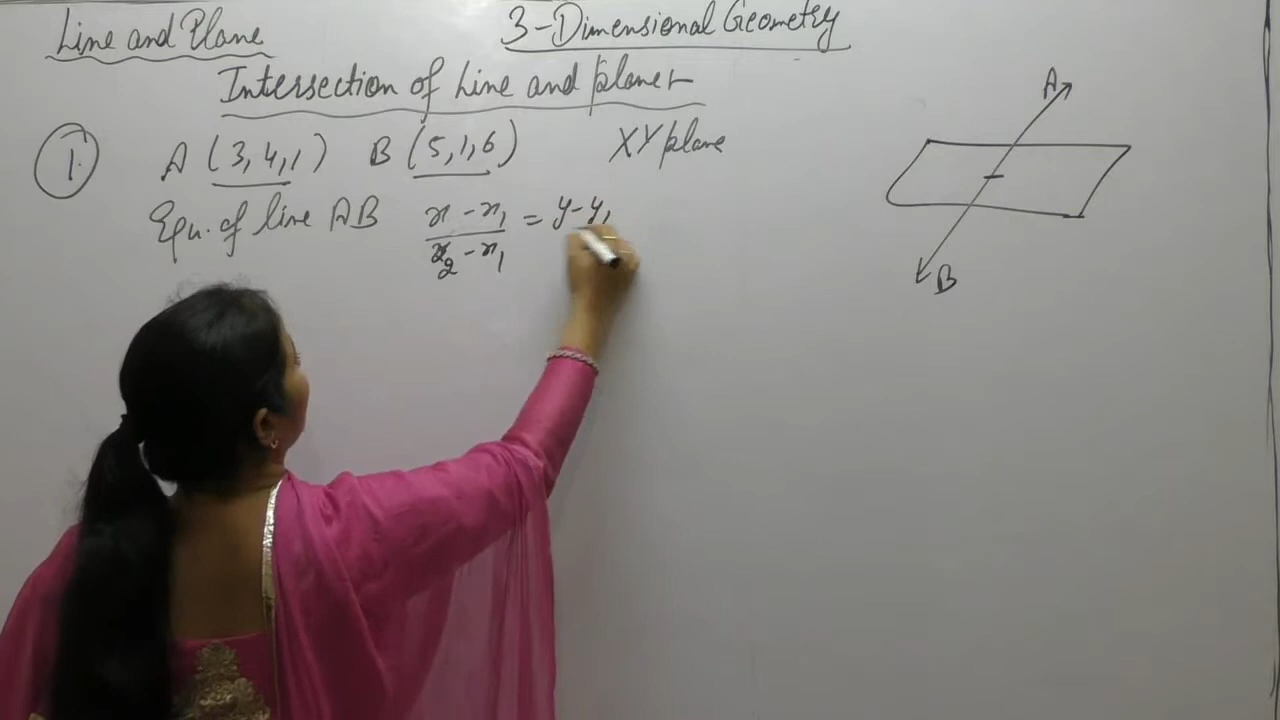 Line and Plane
3-Dimensional Geometry
Intersection of Line and plane
1.
A (3,4,1) B (5,1,6) XY plane
Equ. of line AB x - x₁ / x₂ - x₁ = y - y₁
A
B